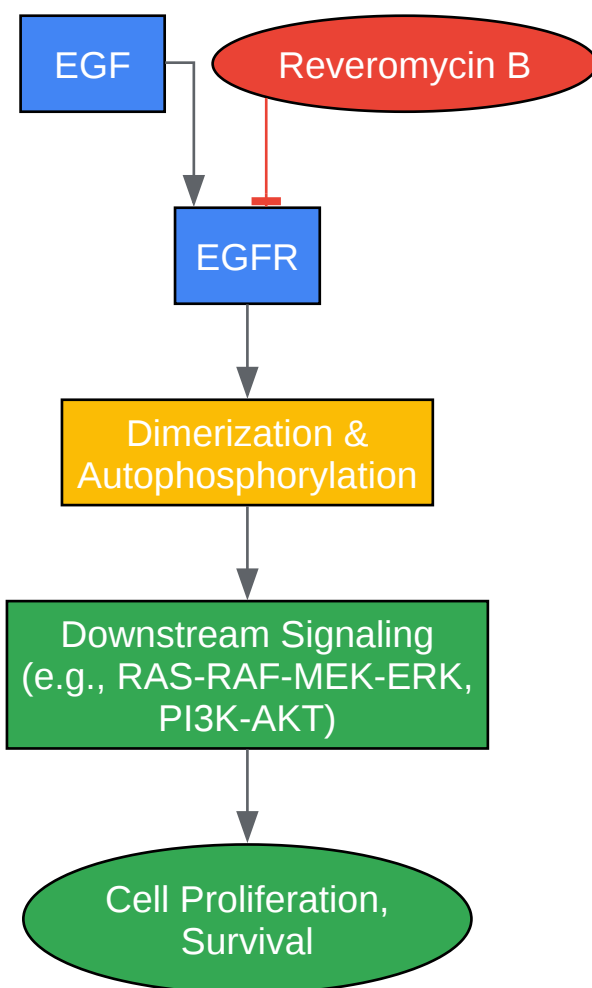 EGF
Reveromycin B
EGFR
Dimerization &
Autophosphorylation
Downstream Signaling
(e.g., RAS-RAF-MEK-ERK,
PI3K-AKT)
Cell Proliferation,
Survival